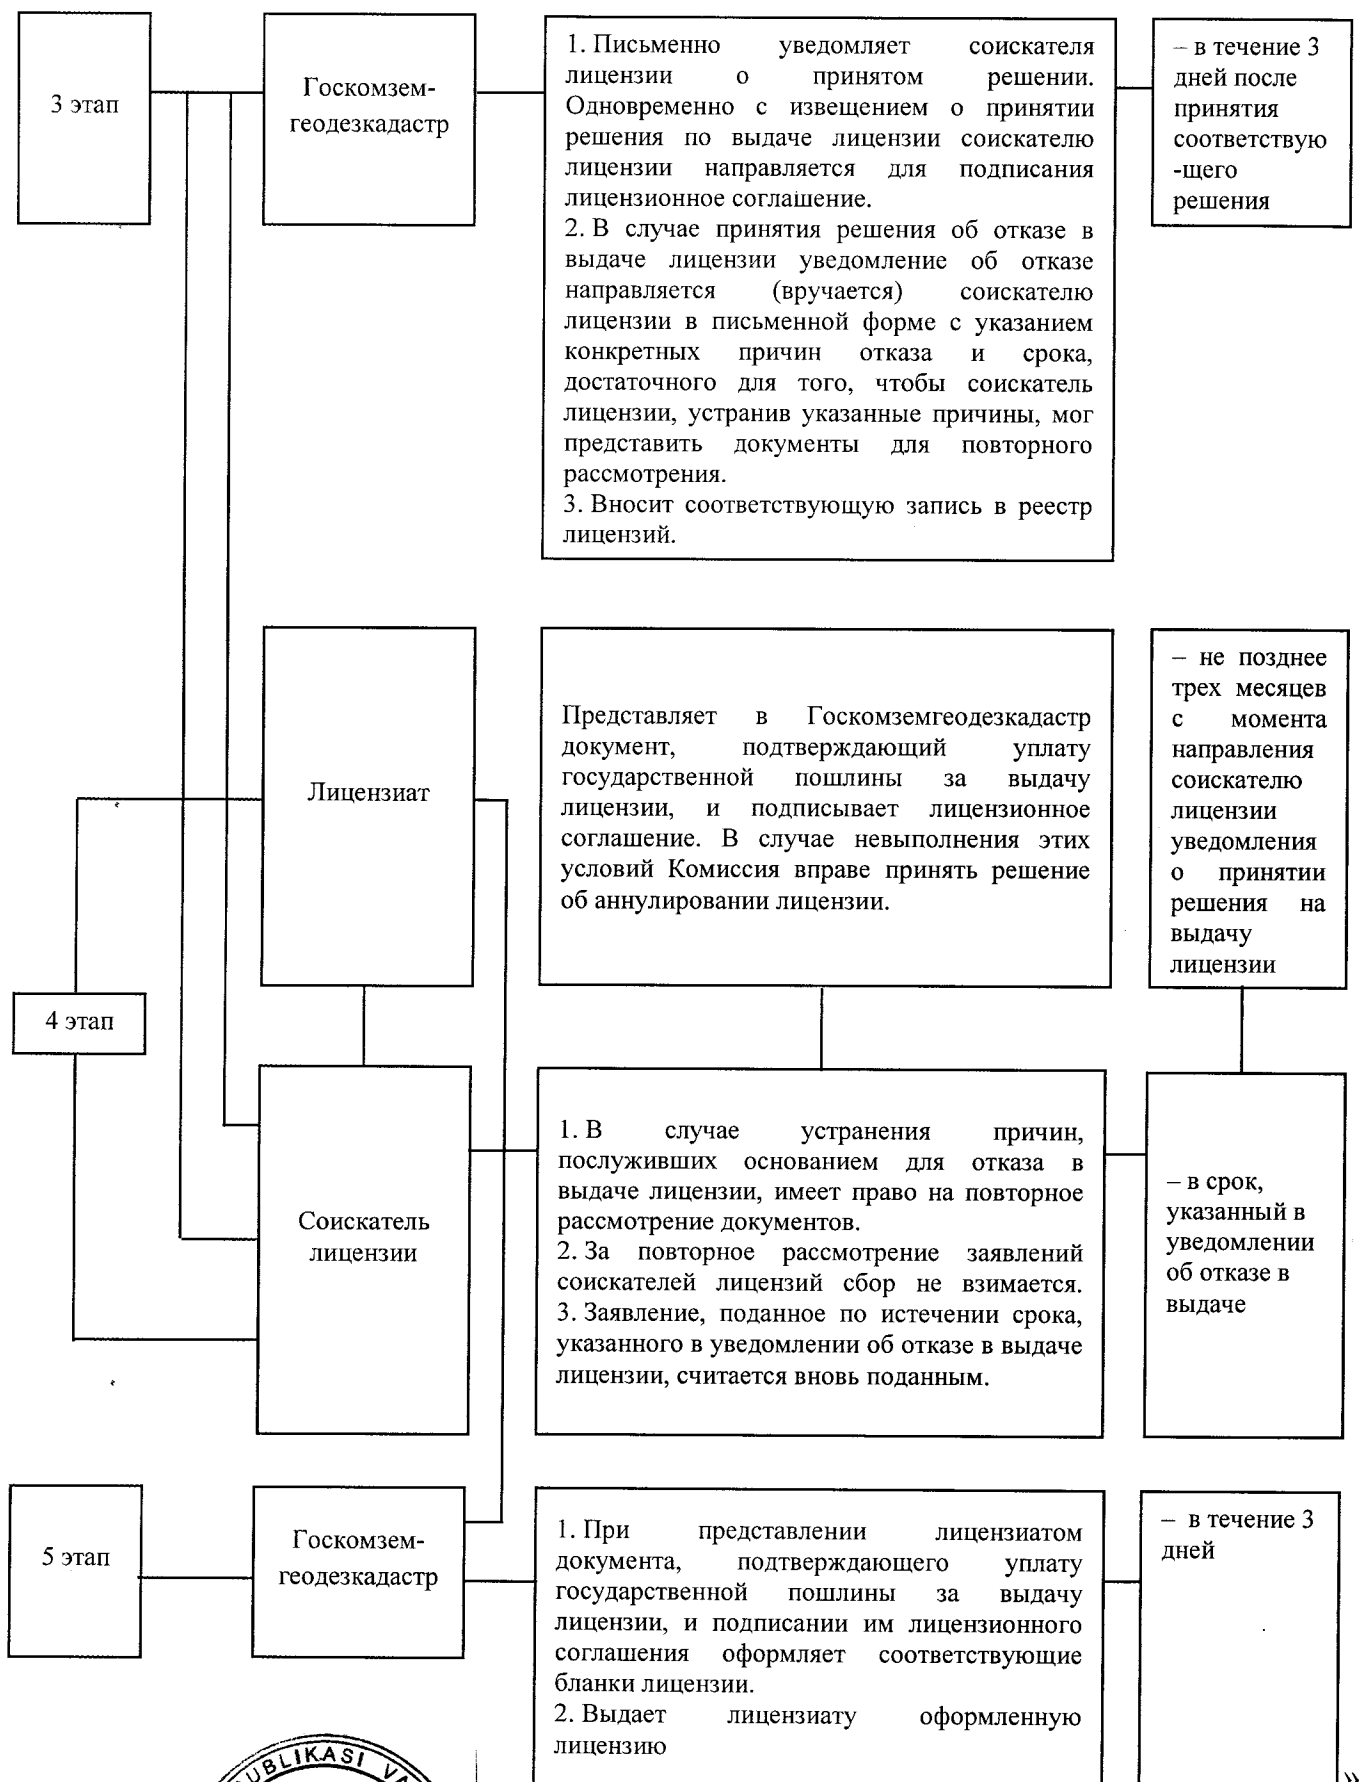 3 этап
Госкомзем-
геодезкадастр
1. Письменно уведомляет соискателя
лицензии о принятом решении.
Одновременно с извещением о принятии
решения по выдаче лицензии соискателю
лицензии направляется для подписания
лицензионное соглашение.
2. В случае принятия решения об отказе в
выдаче лицензии уведомление об отказе
направляется (вручается) соискателю
лицензии в письменной форме с указанием
конкретных причин отказа и срока,
достаточного для того, чтобы соискатель
лицензии, устранив указанные причины, мог
представить документы для повторного
рассмотрения.
3. Вносит соответствующую запись в реестр
лицензий.
– в течение 3
дней после
принятия
соответствую
-щего
решения
4 этап
Лицензиат
Представляет в Госкомземгеодезкадастр
документ, подтверждающий уплату
государственной пошлины за выдачу
лицензии, и подписывает лицензионное
соглашение. В случае невыполнения этих
условий Комиссия вправе принять решение
об аннулировании лицензии.
– не позднее
трех месяцев
с момента
направления
соискателю
лицензии
уведомления
о принятии
решения на
выдачу
лицензии
Соискатель
лицензии
1. В случае устранения причин,
послуживших основанием для отказа в
выдаче лицензии, имеет право на повторное
рассмотрение документов.
2. За повторное рассмотрение заявлений
соискателей лицензий сбор не взимается.
3. Заявление, поданное по истечении срока,
указанного в уведомлении об отказе в выдаче
лицензии, считается вновь поданным.
– в срок,
указанный в
уведомлении
об отказе в
выдаче
5 этап
Госкомзем-
геодезкадастр
1. При представлении лицензиатом
документа, подтверждающего уплату
государственной пошлины за выдачу
лицензии, и подписании им лицензионного
соглашения оформляет соответствующие
бланки лицензии.
2. Выдает лицензиату оформленную
лицензию
– в течение 3
дней
»
UBLIKASI VA